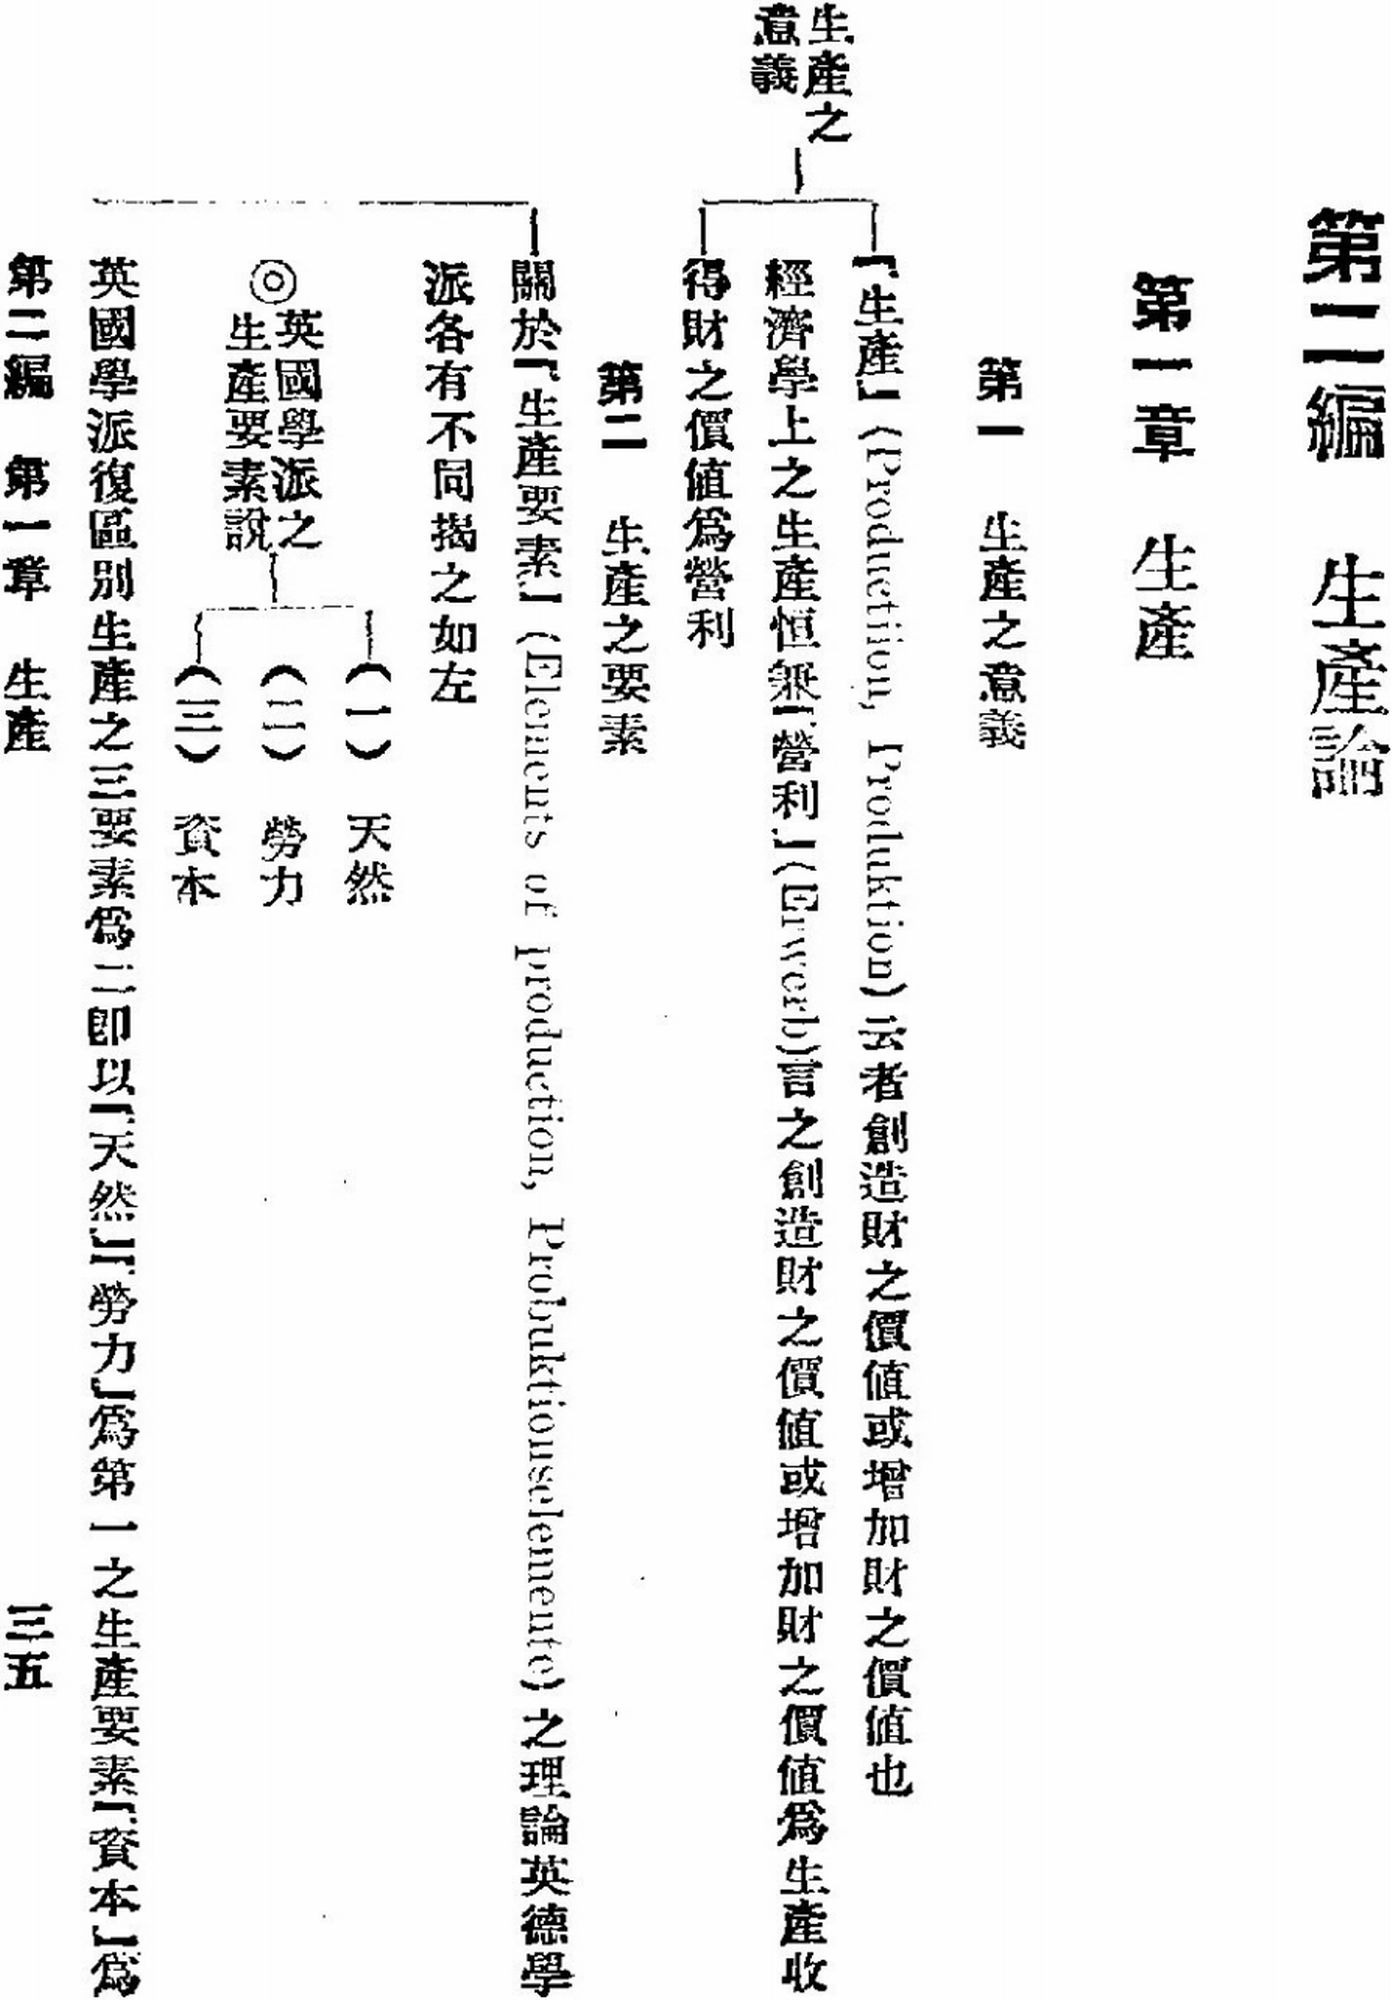 第二編　生產論
第一章　生產
第一　生產之意義
生產之
意義
「生產」(Production, Produktion)云者創造財之價值或增加財之價值也
經濟學上之生產恒兼「營利」(Erwerb)言之創造財之價值或增加財之價值爲生產收
得財之價值爲營利
第二　生產之要素
關於「生產要素」(Elements of production, Probuktionselemente)之理論英德學
派各有不同揭之如左
◎
英國學派之
生產要素說
(一)　天然
(二)　勞力
(三)　資本
英國學派復區別生產之三要素爲二卽以「天然」「勞力」爲第一之生產要素「資本」爲
第二編　第一章　生產
三五